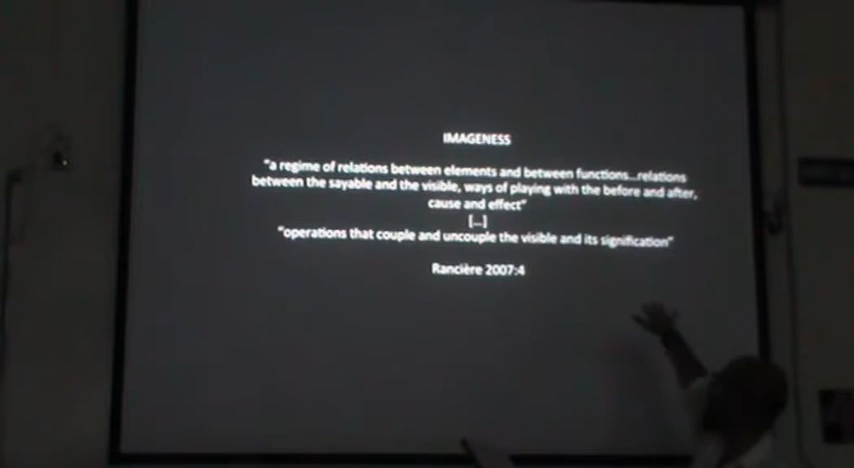 IMAGENESS
"a regime of relations between elements and between functions...relations
between the sayable and the visible, ways of playing with the before and after,
cause and effect"
[...]
"operations that couple and uncouple the visible and its signification"
Rancière 2007:4